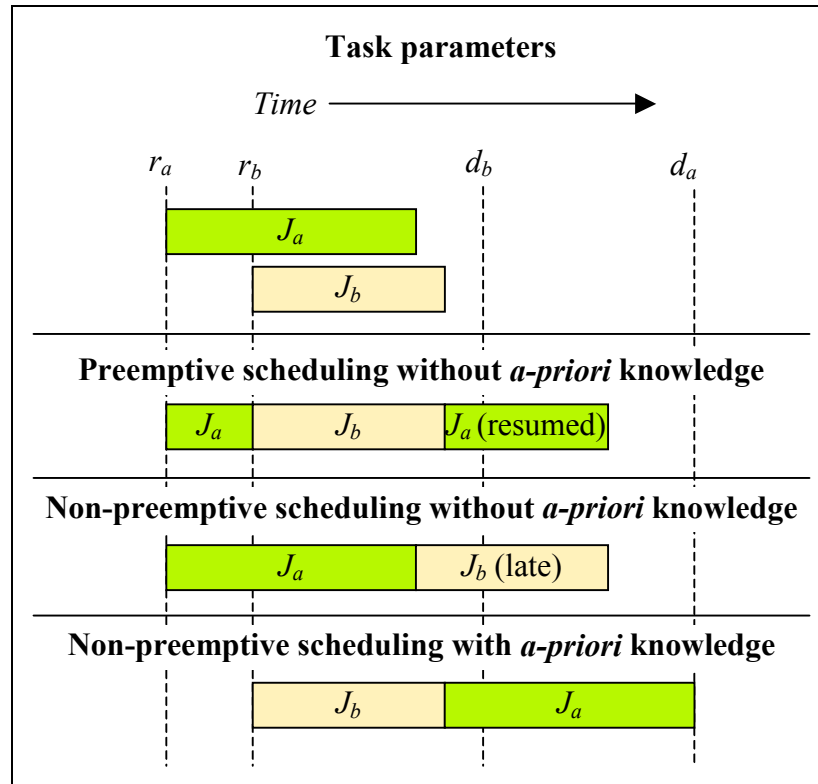 Task parameters
Time
r_a r_b d_b d_a
J_a
J_b
Preemptive scheduling without a-priori knowledge
J_a J_b J_a (resumed)
Non-preemptive scheduling without a-priori knowledge
J_a J_b (late)
Non-preemptive scheduling with a-priori knowledge
J_b J_a